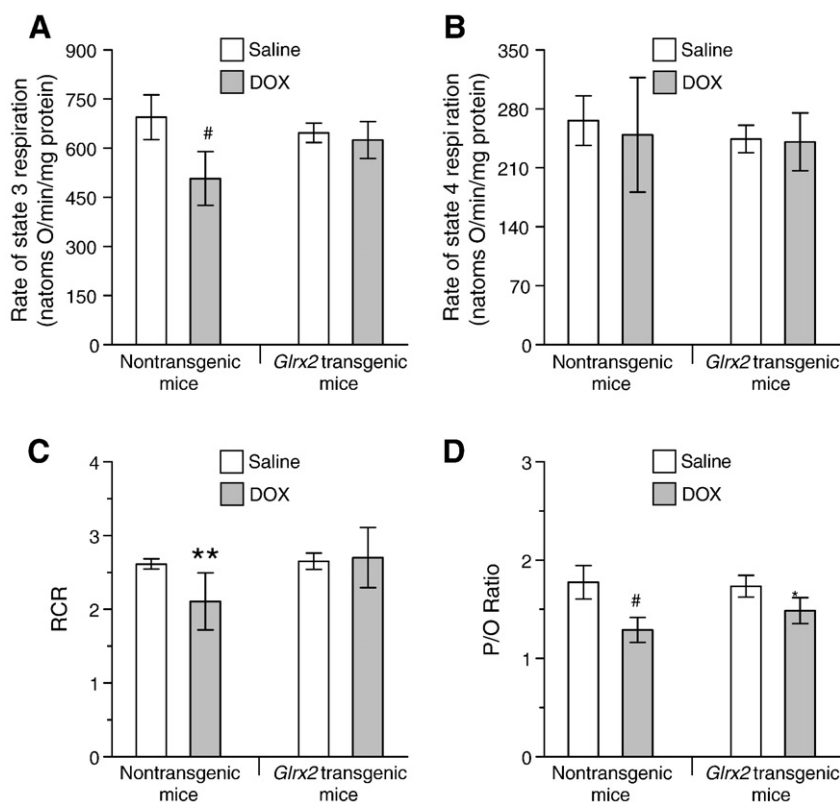 A
Rate of state 3 respiration
(natoms O/min/mg protein)
900
750
600
450
300
150
0
Saline
DOX
#
Nontransgenic
mice
Glrx2 transgenic
mice
B
Rate of state 4 respiration
(natoms O/min/mg protein)
350
280
210
140
70
0
Saline
DOX
Nontransgenic
mice
Glrx2 transgenic
mice
C
RCR
4
3
2
1
0
Saline
DOX
**
Nontransgenic
mice
Glrx2 transgenic
mice
D
P/O Ratio
3
2
1
0
Saline
DOX
#
*
Nontransgenic
mice
Glrx2 transgenic
mice